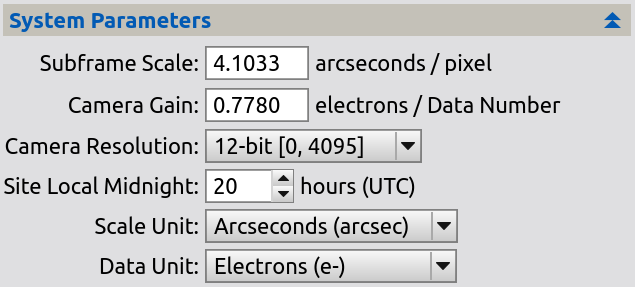 System Parameters
Subframe Scale: 4.1033 arcseconds / pixel
Camera Gain: 0.7780 electrons / Data Number
Camera Resolution: 12-bit [0, 4095]
Site Local Midnight: 20 hours (UTC)
Scale Unit: Arcseconds (arcsec)
Data Unit: Electrons (e-)